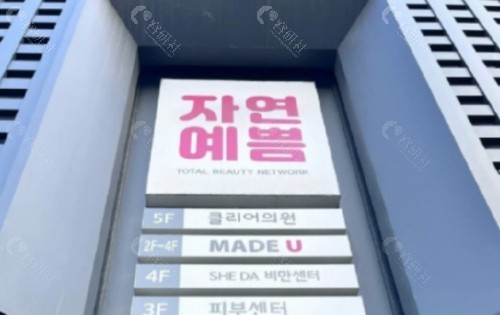 자연
예쁨
TOTAL BEAUTY NETWORK
5F 클리어의원
2F-4F MADE U
4F SHE DA 비만센터
3F 피부센터